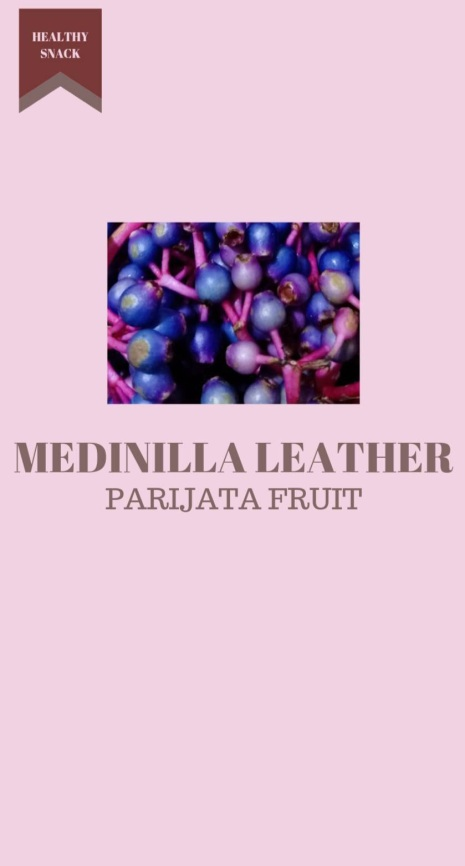 HEALTHY
SNACK
MEDINILLA LEATHER
PARIJATA FRUIT